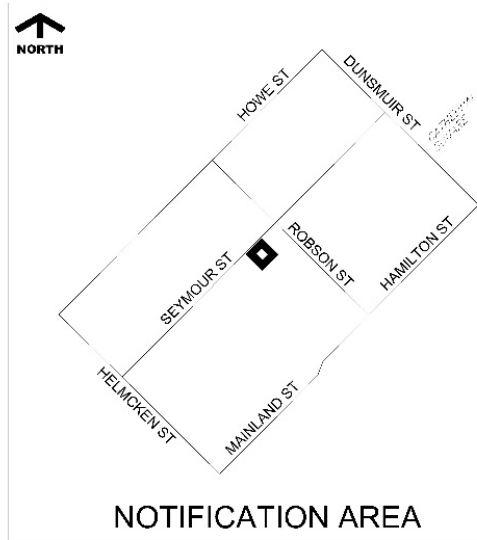 NORTH
HOWE ST
DUNSMUIR ST
ROBSON ST
HAMILTON ST
SEYMOUR ST
HELMCKEN ST
MAINLAND ST
NOTIFICATION AREA